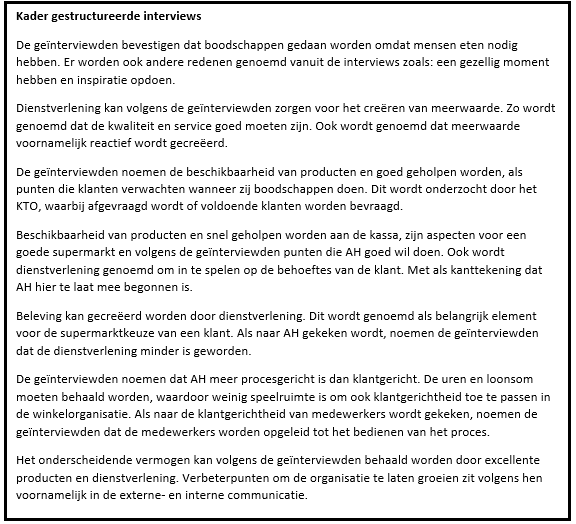 Kader gestructureerde interviews
De geïnterviewden bevestigen dat boodschappen gedaan worden omdat mensen eten nodig
hebben. Er worden ook andere redenen genoemd vanuit de interviews zoals: een gezellig moment
hebben en inspiratie opdoen.
Dienstverlening kan volgens de geïnterviewden zorgen voor het creëren van meerwaarde. Zo wordt
genoemd dat de kwaliteit en service goed moeten zijn. Ook wordt genoemd dat meerwaarde
voornamelijk reactief wordt gecreëerd.
De geïnterviewden noemen de beschikbaarheid van producten en goed geholpen worden, als
punten die klanten verwachten wanneer zij boodschappen doen. Dit wordt onderzocht door het
KTO, waarbij afgevraagd wordt of voldoende klanten worden bevraagd.
Beschikbaarheid van producten en snel geholpen worden aan de kassa, zijn aspecten voor een
goede supermarkt en volgens de geïnterviewden punten die AH goed wil doen. Ook wordt
dienstverlening genoemd om in te spelen op de behoeftes van de klant. Met als kanttekening dat
AH hier te laat mee begonnen is.
Beleving kan gecreëerd worden door dienstverlening. Dit wordt genoemd als belangrijk element
voor de supermarktkeuze van een klant. Als naar AH gekeken wordt, noemen de geïnterviewden
dat de dienstverlening minder is geworden.
De geïnterviewden noemen dat AH meer procesgericht is dan klantgericht. De uren en loonsom
moeten behaald worden, waardoor weinig speelruimte is om ook klantgerichtheid toe te passen in
de winkelorganisatie. Als naar de klantgerichtheid van medewerkers wordt gekeken, noemen de
geïnterviewden dat de medewerkers worden opgeleid tot het bedienen van het proces.
Het onderscheidende vermogen kan volgens de geïnterviewden behaald worden door excellente
producten en dienstverlening. Verbeterpunten om de organisatie te laten groeien zit volgens hen
voornamelijk in de externe- en interne communicatie.